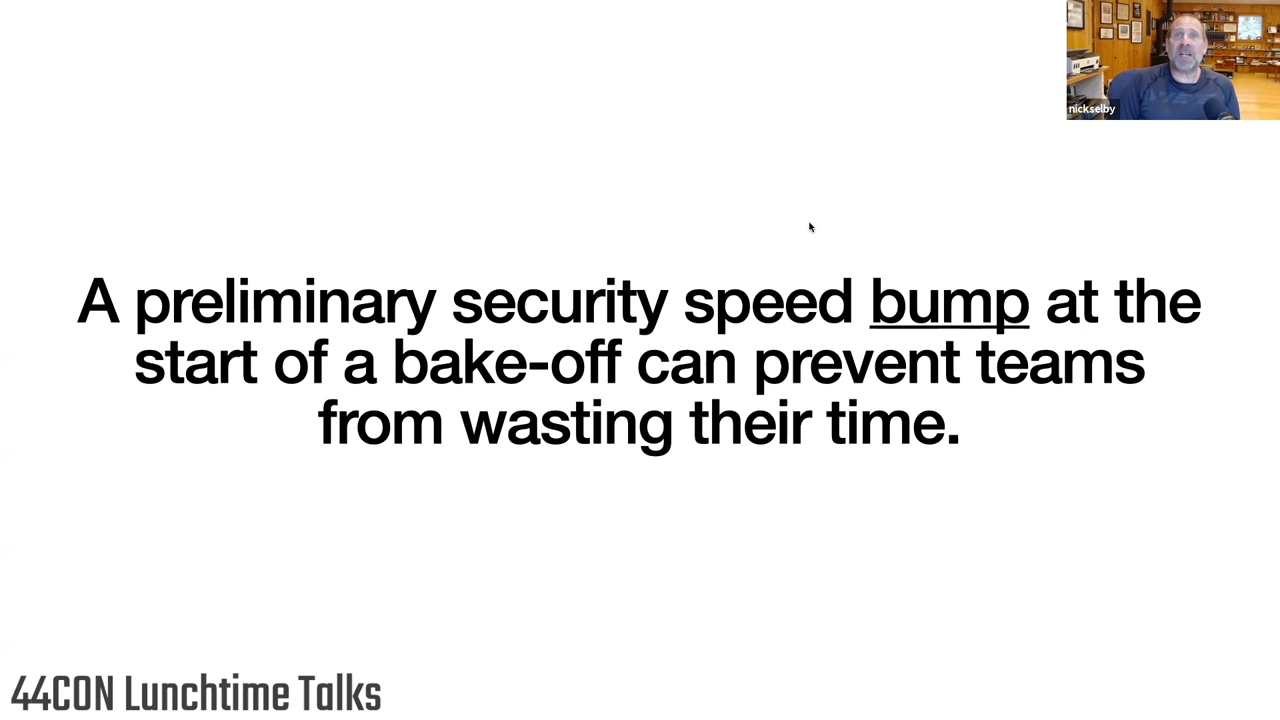 nickselby
A preliminary security speed bump at the
start of a bake-off can prevent teams
from wasting their time.
44CON Lunchtime Talks